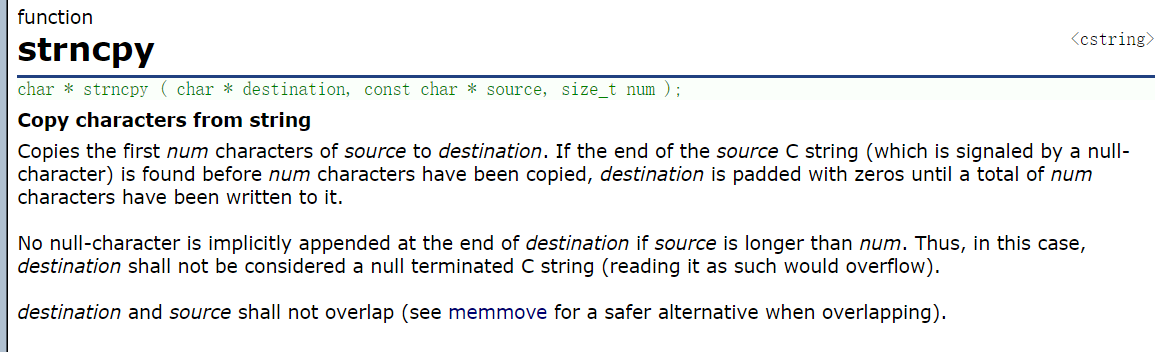 function
strncpy
<cstring>
char * strncpy ( char * destination, const char * source, size_t num );
Copy characters from string
Copies the first num characters of source to destination. If the end of the source C string (which is signaled by a null-
character) is found before num characters have been copied, destination is padded with zeros until a total of num
characters have been written to it.
No null-character is implicitly appended at the end of destination if source is longer than num. Thus, in this case,
destination shall not be considered a null terminated C string (reading it as such would overflow).
destination and source shall not overlap (see memmove for a safer alternative when overlapping).